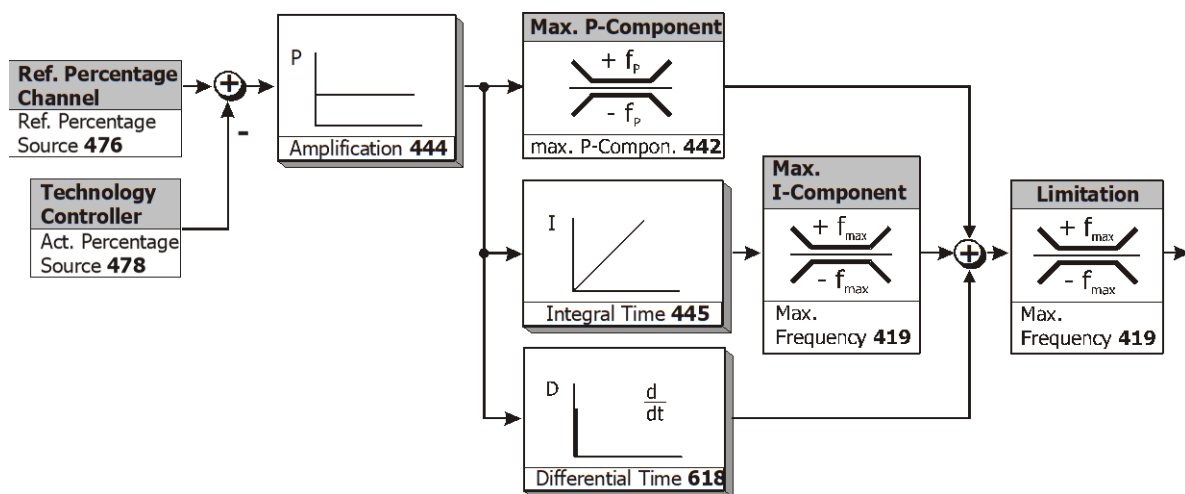 Ref. Percentage
Channel
Ref. Percentage
Source 476
-
Technology
Controller
Act. Percentage
Source 478
P
Amplification 444
Max. P-Component
+ fP
- fP
max. P-Compon. 442
I
Integral Time 445
D
d
dt
Differential Time 618
Max.
I-Component
+ fmax
- fmax
Max.
Frequency 419
+
Limitation
+ fmax
- fmax
Max.
Frequency 419